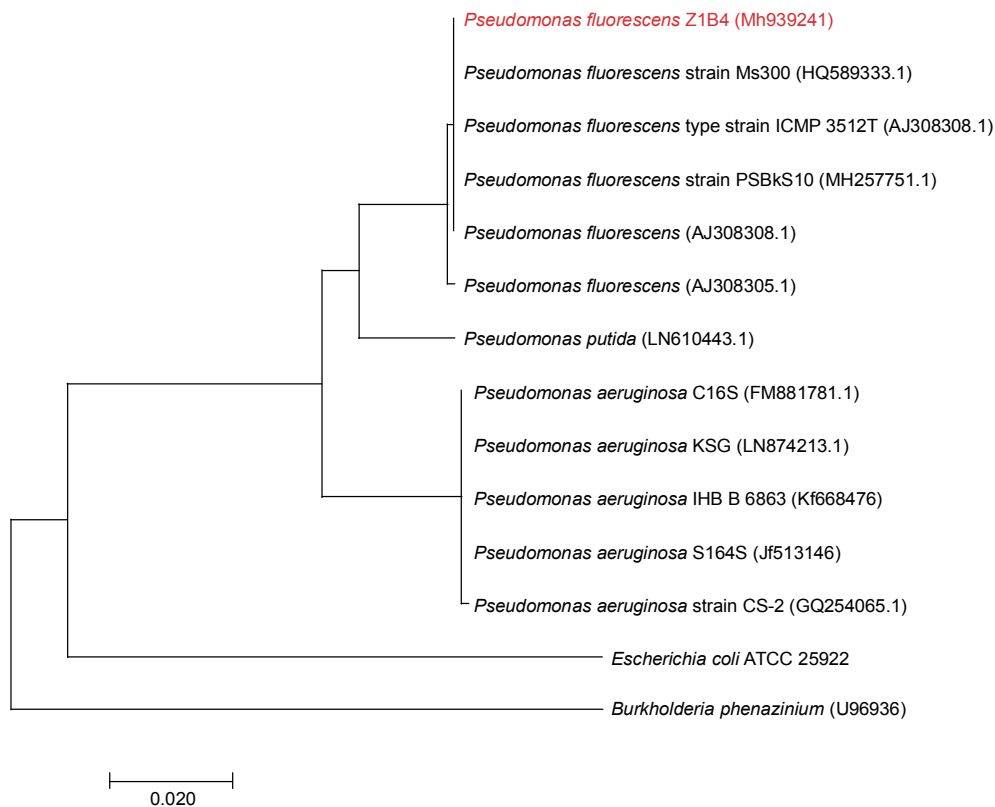 Pseudomonas fluorescens Z1B4 (Mh939241)
Pseudomonas fluorescens strain Ms300 (HQ589333.1)
Pseudomonas fluorescens type strain ICMP 3512T (AJ308308.1)
Pseudomonas fluorescens strain PSBkS10 (MH257751.1)
Pseudomonas fluorescens (AJ308308.1)
Pseudomonas fluorescens (AJ308305.1)
Pseudomonas putida (LN610443.1)
Pseudomonas aeruginosa C16S (FM881781.1)
Pseudomonas aeruginosa KSG (LN874213.1)
Pseudomonas aeruginosa IHB B 6863 (Kf668476)
Pseudomonas aeruginosa S164S (Jf513146)
Pseudomonas aeruginosa strain CS-2 (GQ254065.1)
Escherichia coli ATCC 25922
Burkholderia phenazinium (U96936)
0.020